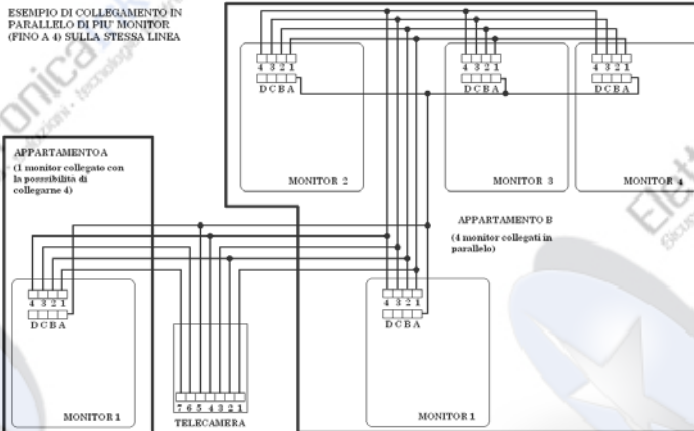 ESEMPIO DI COLLEGAMENTO IN
PARALLELO DI PIU' MONITOR
(FINO A 4) SULLA STESSA LINEA
4 3 2 1
D C B A
MONITOR 2
4 3 2 1
D C B A
MONITOR 3
4 3 2 1
D C B A
MONITOR 4
APPARTAMENTO A
(1 monitor collegato con
la posssibilità di
collegarne 4)
APPARTAMENTO B
(4 monitor collegati in
parallelo)
4 3 2 1
D C B A
MONITOR 1
7 6 5 4 3 2 1
TELECAMERA
4 3 2 1
D C B A
MONITOR 1